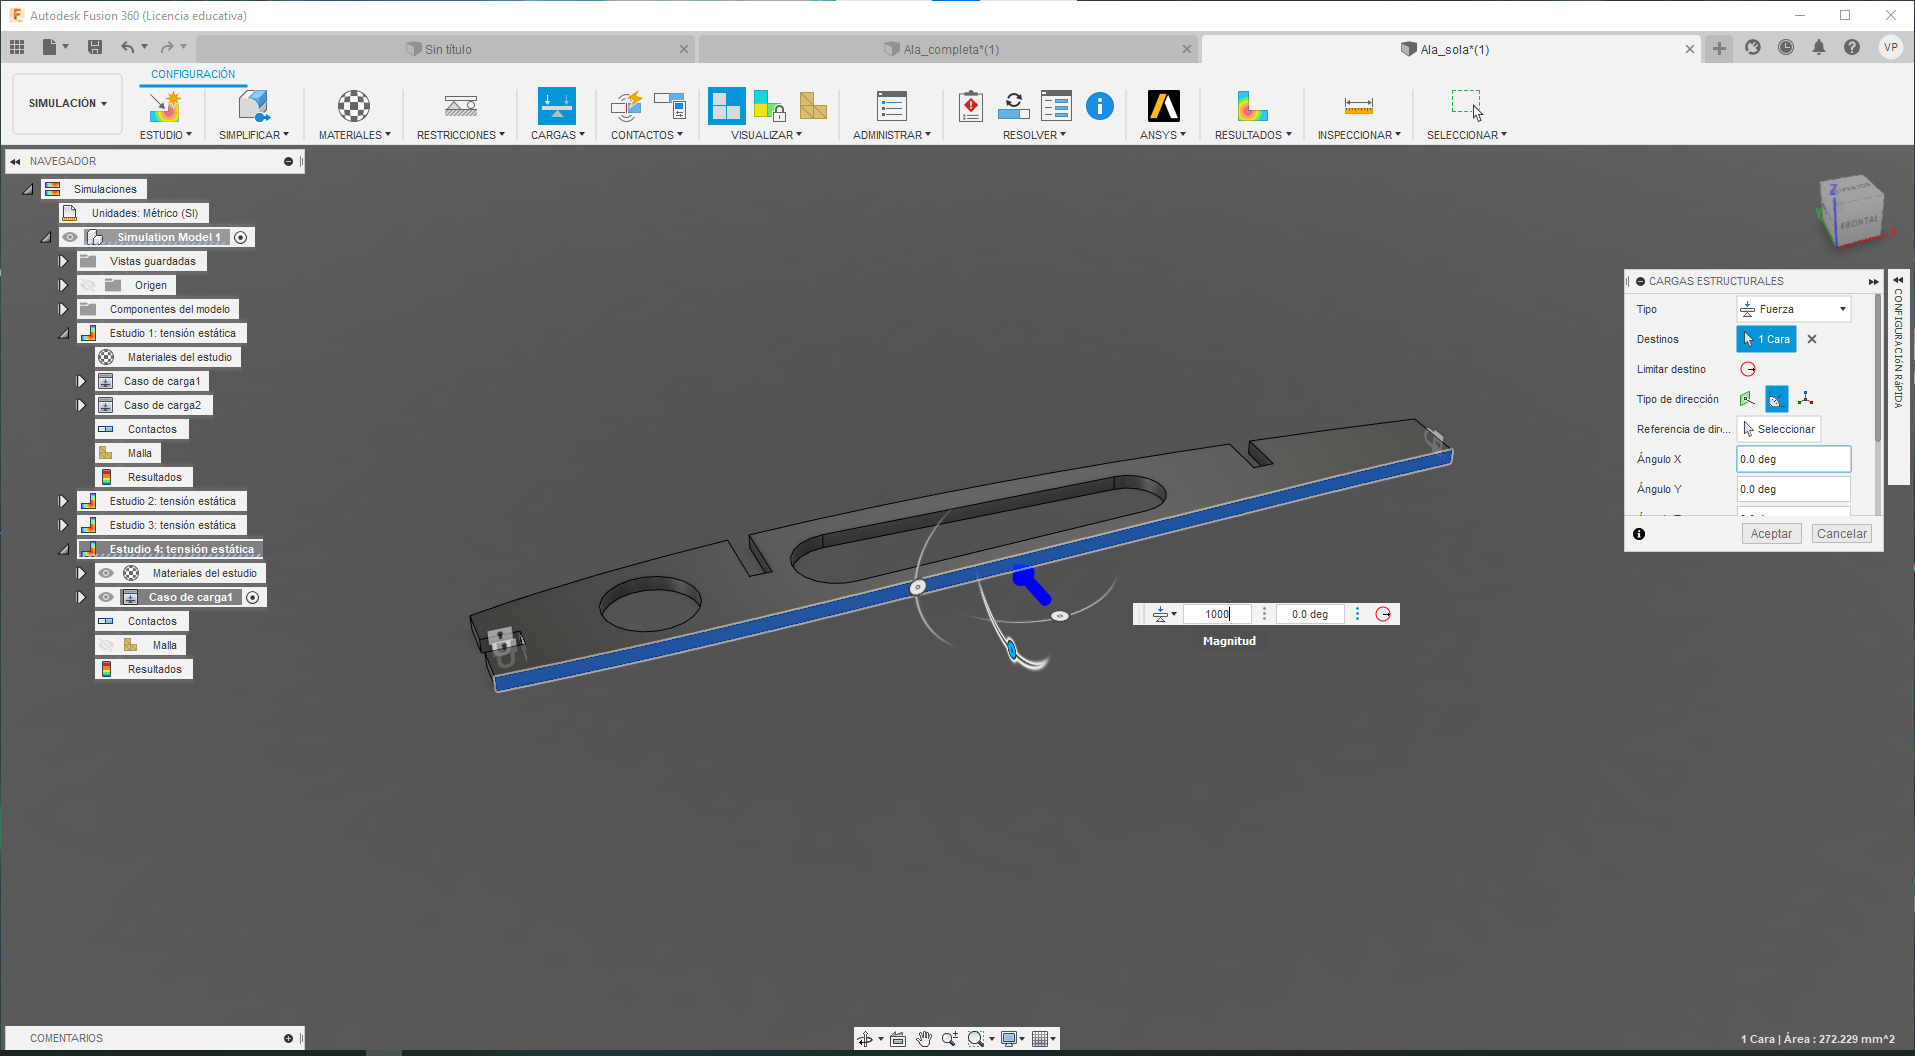 Autodesk Fusion 360 (Licencia educativa)
Sin título
Ala_completa*(1)
Ala_sola*(1)
VP
SIMULACIÓN
CONFIGURACIÓN
ESTUDIO
SIMPLIFICAR
MATERIALES
RESTRICCIONES
CARGAS
CONTACTOS
VISUALIZAR
ADMINISTRAR
RESOLVER
ANSYS
RESULTADOS
INSPECCIONAR
SELECCIONAR
NAVEGADOR
Simulaciones
Unidades: Métrico (SI)
Simulation Model 1
Vistas guardadas
Origen
Componentes del modelo
Estudio 1: tensión estática
Materiales del estudio
Caso de carga1
Caso de carga2
Contactos
Malla
Resultados
Estudio 2: tensión estática
Estudio 3: tensión estática
Estudio 4: tensión estática
Materiales del estudio
Caso de carga1
Contactos
Malla
Resultados
Z
FRONTAL
X
CARGAS ESTRUCTURALES
Tipo
Fuerza
Destinos
1 Cara
Limitar destino
Tipo de dirección
Referencia de dire...
Seleccionar
Ángulo X
0.0 deg
Ángulo Y
0.0 deg
Aceptar
Cancelar
CONFIGURACIÓN RÁPIDA
1000
0.0 deg
Magnitud
COMENTARIOS
1 Cara | Área : 272.229 mm^2